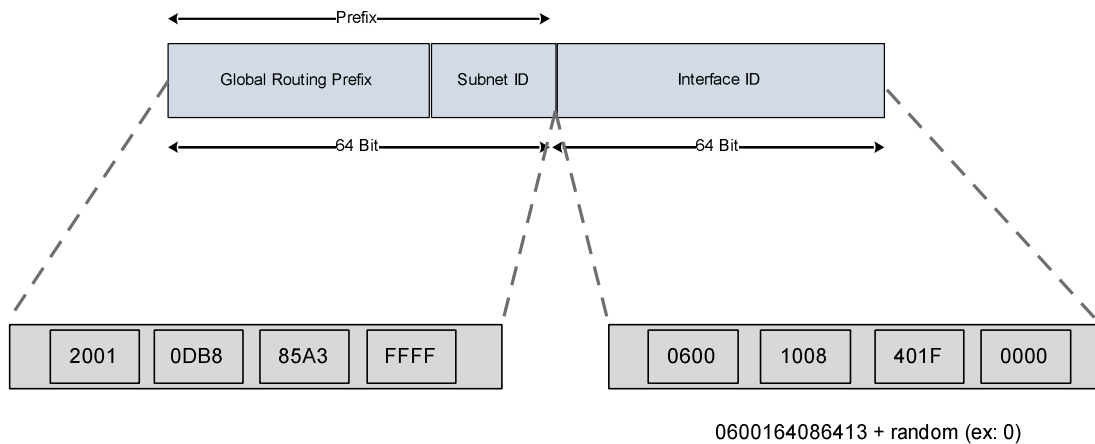 Prefix
Global Routing Prefix
Subnet ID
Interface ID
64 Bit
64 Bit
2001
0DB8
85A3
FFFF
0600
1008
401F
0000
0600164086413 + random (ex: 0)